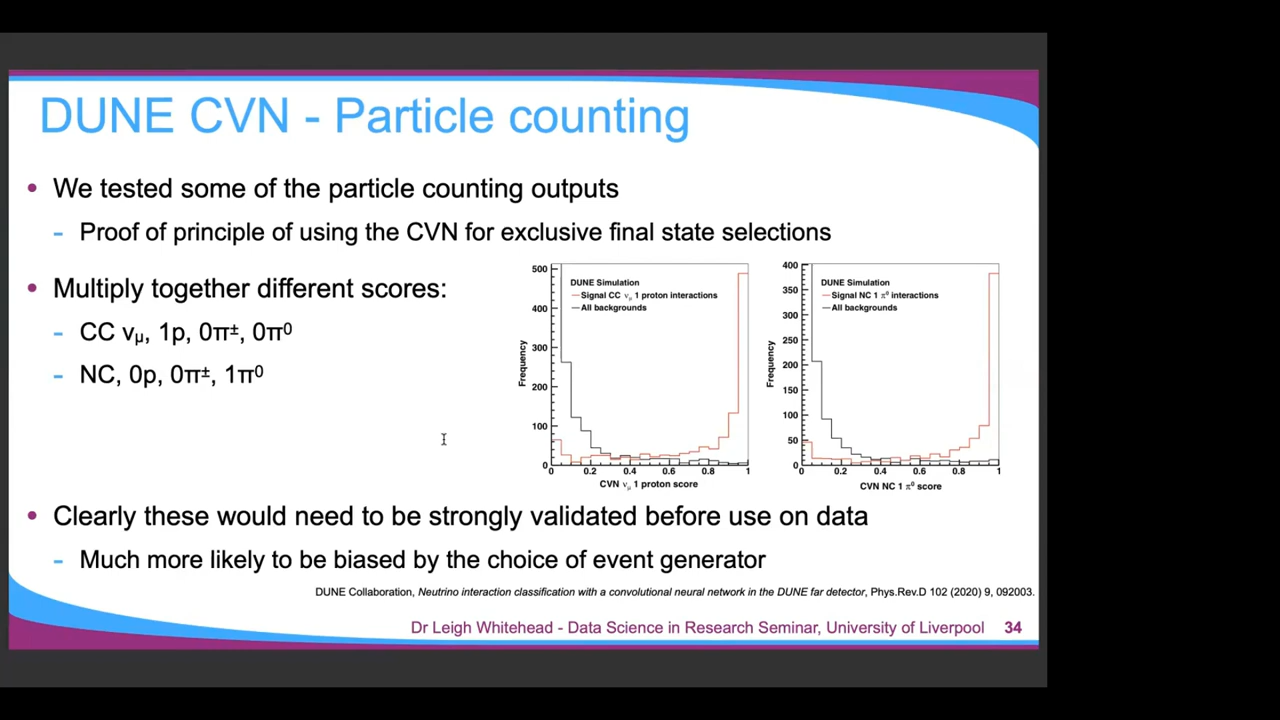 DUNE CVN - Particle counting
• We tested some of the particle counting outputs
- Proof of principle of using the CVN for exclusive final state selections
• Multiply together different scores:
- CC νμ, 1p, 0π±, 0π⁰
- NC, 0p, 0π±, 1π⁰
DUNE Simulation
Signal CC νμ 1 proton interactions
All backgrounds
Frequency
500
400
300
200
100
0
0 0.2 0.4 0.6 0.8 1
CVN νμ 1 proton score
DUNE Simulation
Signal NC 1 π⁰ interactions
All backgrounds
Frequency
400
350
300
250
200
150
100
50
0
0 0.2 0.4 0.6 0.8 1
CVN NC 1 π⁰ score
• Clearly these would need to be strongly validated before use on data
- Much more likely to be biased by the choice of event generator
DUNE Collaboration, Neutrino interaction classification with a convolutional neural network in the DUNE far detector, Phys.Rev.D 102 (2020) 9, 092003.
Dr Leigh Whitehead - Data Science in Research Seminar, University of Liverpool 34